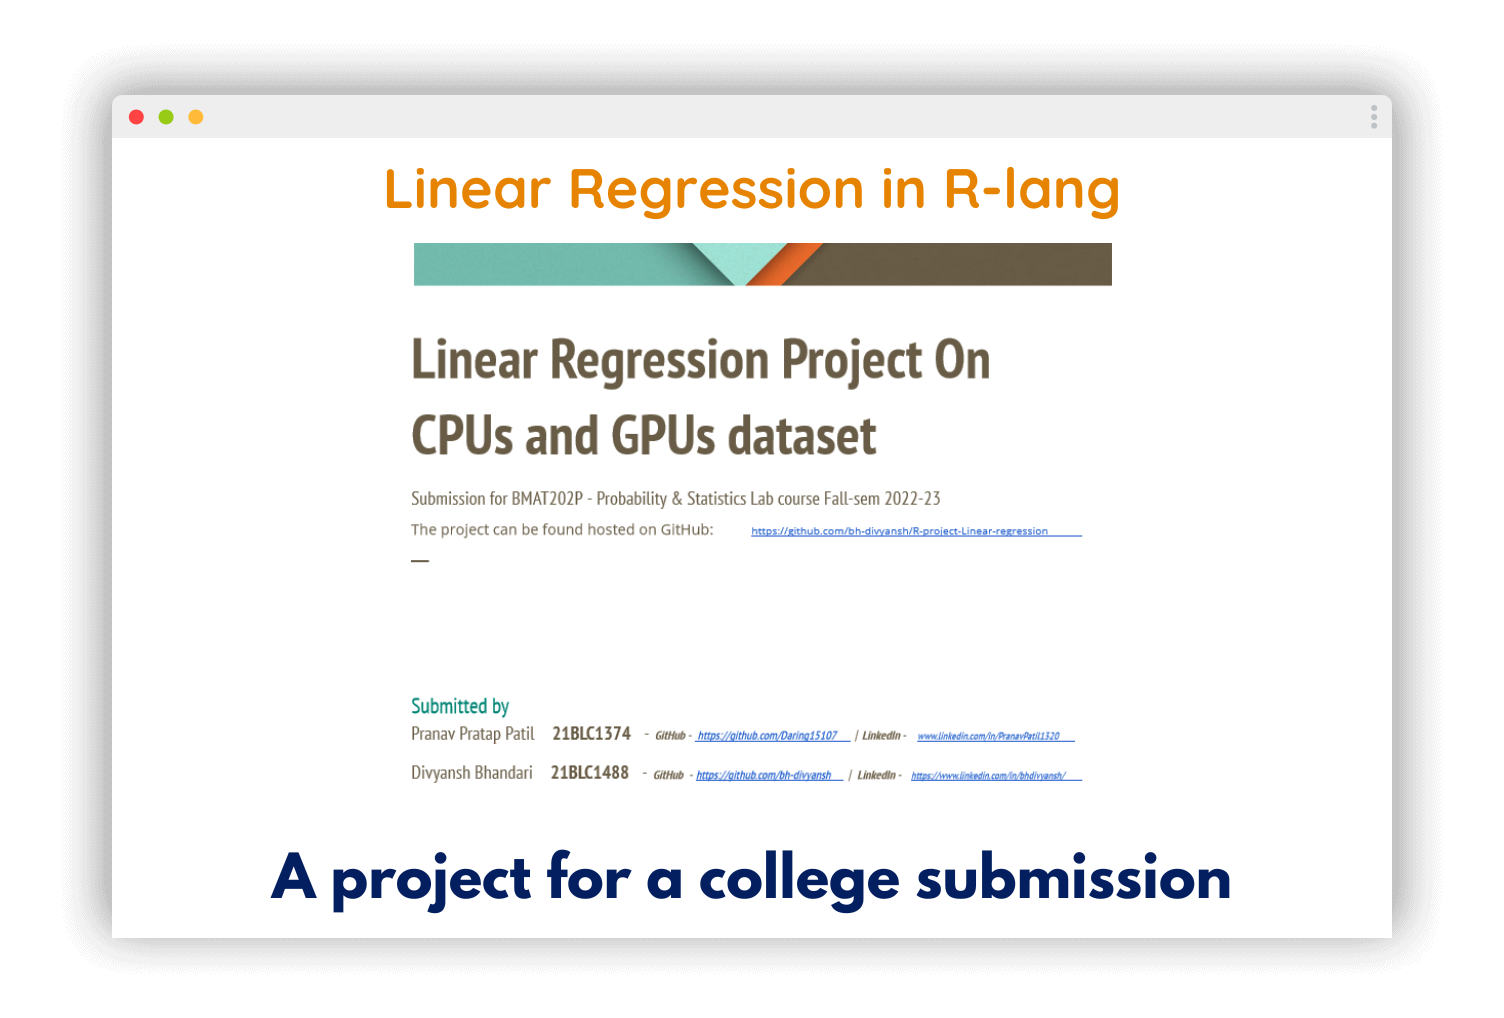 Linear Regression in R-lang
Linear Regression Project On
CPUs and GPUs dataset
Submission for BMAT202P - Probability & Statistics Lab course Fall-sem 2022-23
The project can be found hosted on GitHub: https://github.com/bh-divyansh/R-project-Linear-regression
Submitted by
Pranav Pratap Patil 21BLC1374 - GitHub - https://github.com/Daring15107 | LinkedIn - www.linkedin.com/in/PranavPatil1320
Divyansh Bhandari 21BLC1488 - GitHub - https://github.com/bh-divyansh | LinkedIn - https://www.linkedin.com/in/bhdivyansh/
A project for a college submission